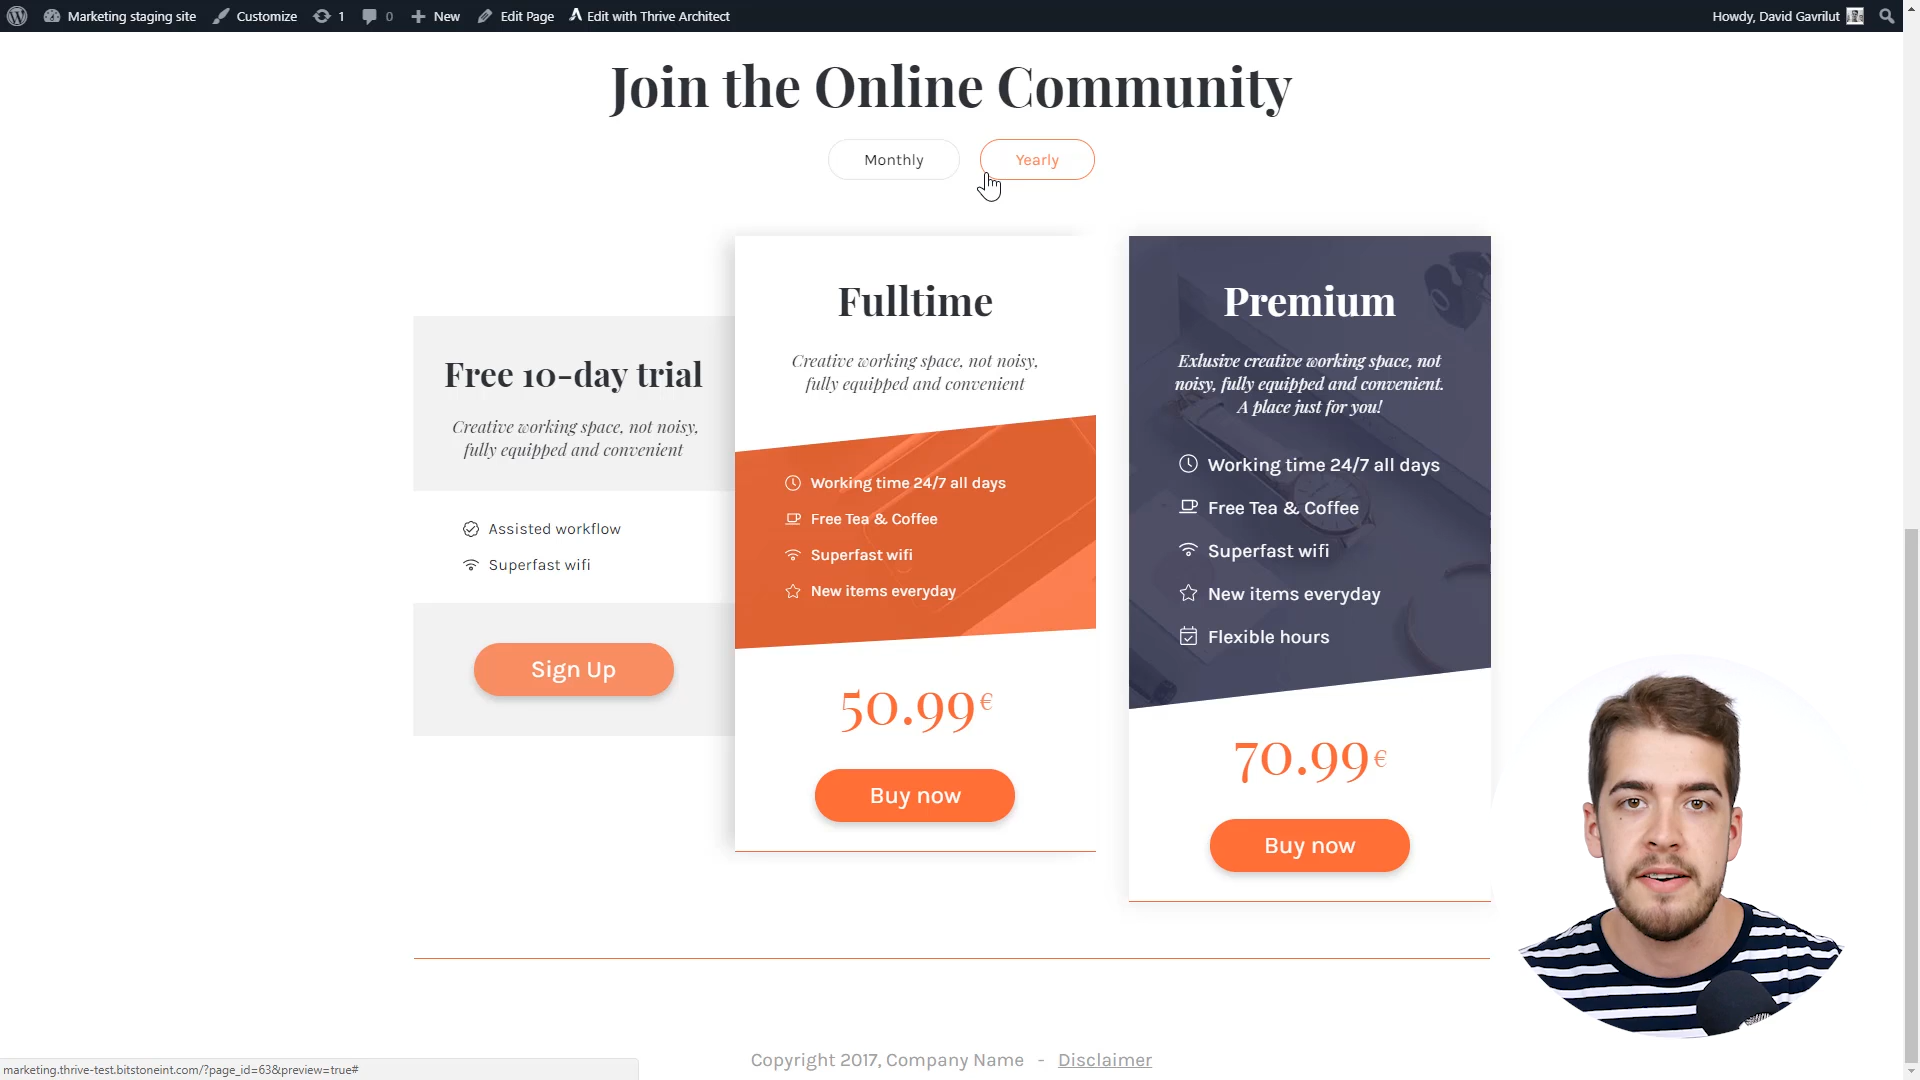 Marketing staging site Customize 1 0 New Edit Page Edit with Thrive Architect Howdy, David Gavrilut
Join the Online Community
Monthly Yearly
Free 10-day trial
Creative working space, not noisy,
fully equipped and convenient
Assisted workflow
Superfast wifi
Sign Up
Fulltime
Creative working space, not noisy,
fully equipped and convenient
Working time 24/7 all days
Free Tea & Coffee
Superfast wifi
New items everyday
50.99€
Buy now
Premium
Exlusive creative working space, not
noisy, fully equipped and convenient.
A place just for you!
Working time 24/7 all days
Free Tea & Coffee
Superfast wifi
New items everyday
Flexible hours
70.99€
Buy now
Copyright 2017, Company Name - Disclaimer
marketing.thrive-test.bitstoneint.com/?page_id=63&preview=true#